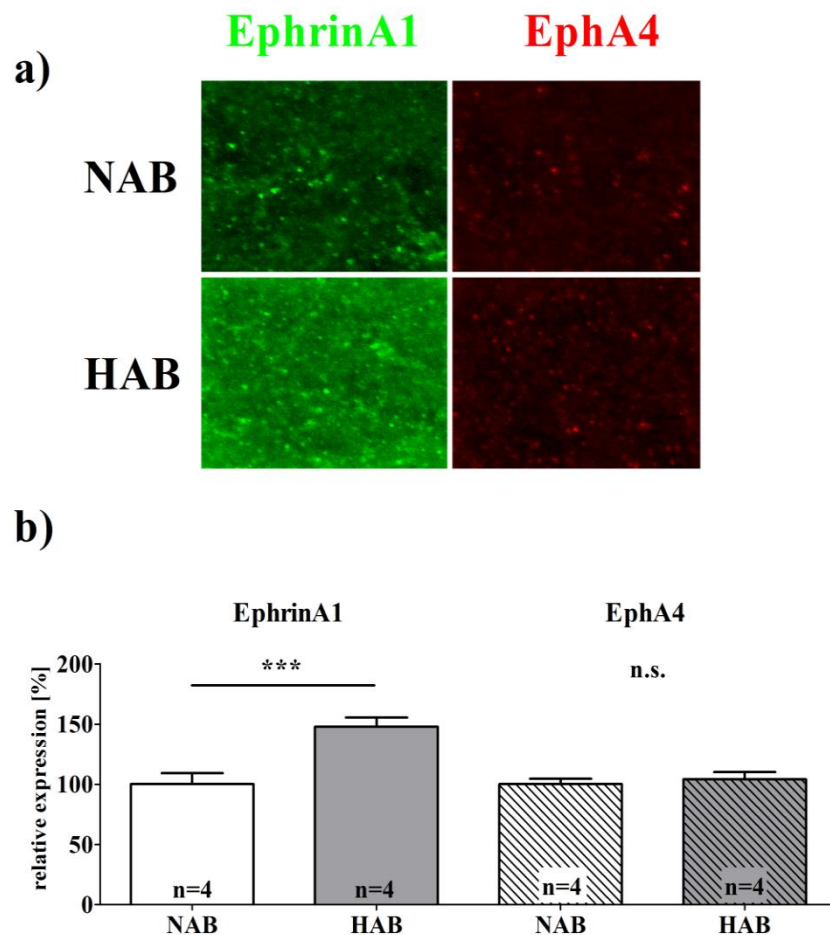 EphrinA1 EphA4
a)
NAB
HAB
b)
EphrinA1 EphA4
relative expression [%]
200
150
100
50
0
*** n.s.
n=4 n=4 n=4 n=4
NAB HAB NAB HAB